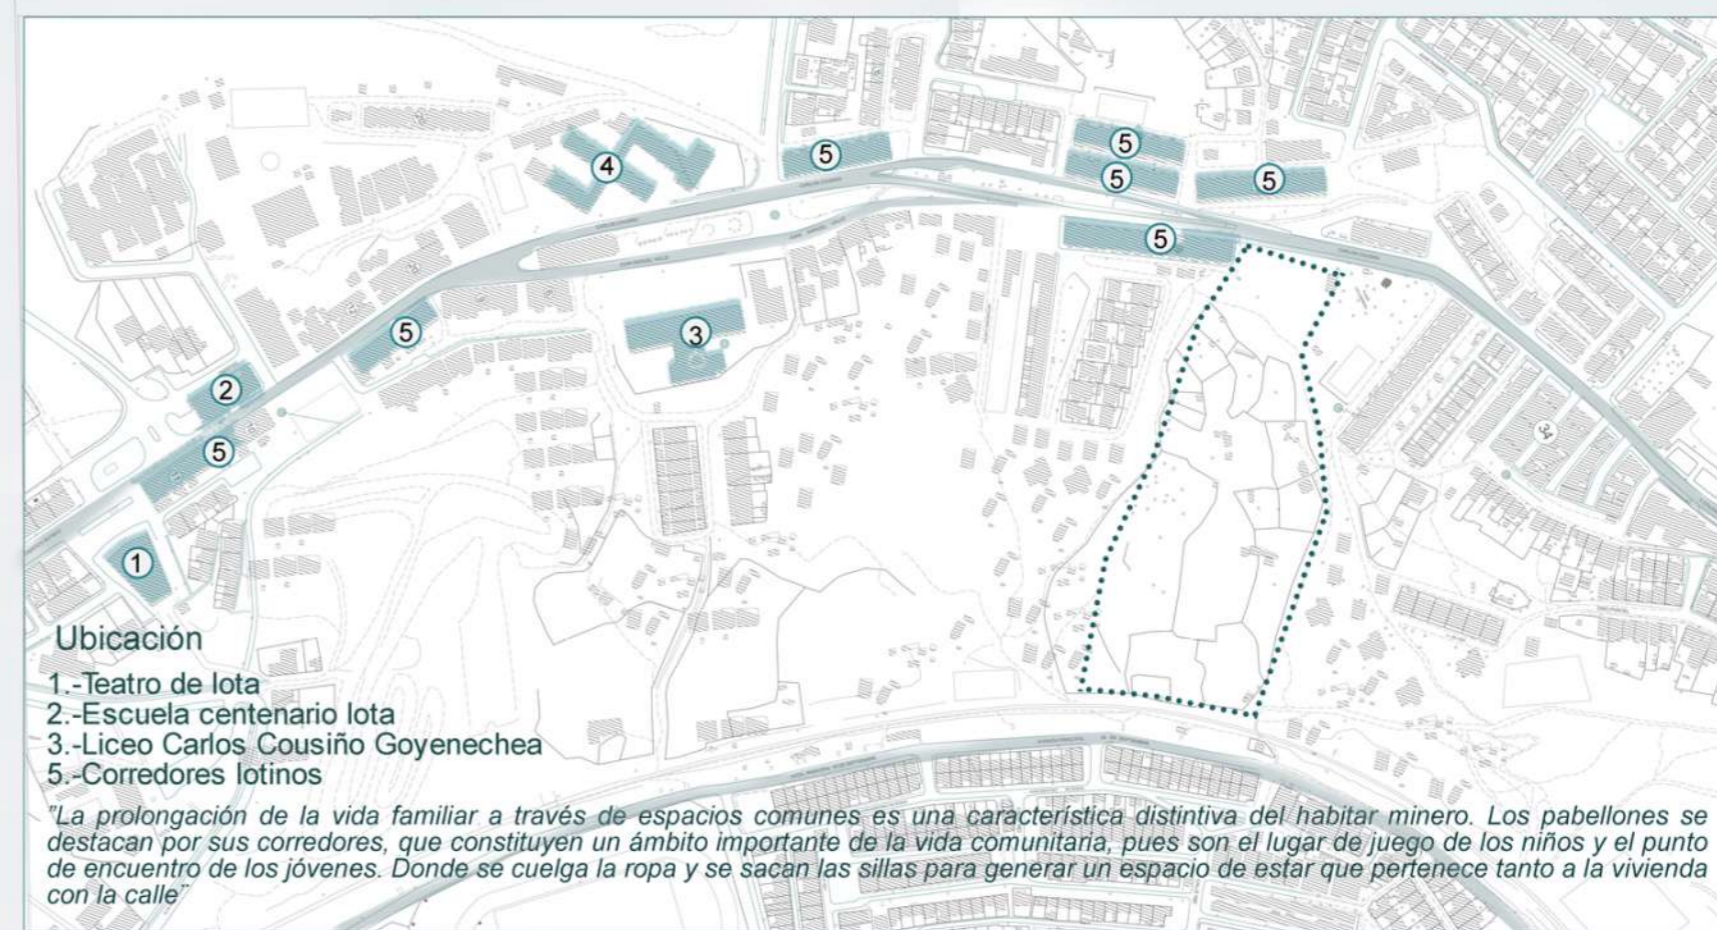 5
5
4
5
5
5
5
5
3
2
5
34
1
Ubicación
1.-Teatro de lota
2.-Escuela centenario lota
3.-Liceo Carlos Cousiño Goyenechea
5.-Corredores lotinos
"La prolongación de la vida familiar a través de espacios comunes es una característica distintiva del habitar minero. Los pabellones se
destacan por sus corredores, que constituyen un ámbito importante de la vida comunitaria, pues son el lugar de juego de los niños y el punto
de encuentro de los jóvenes. Donde se cuelga la ropa y se sacan las sillas para generar un espacio de estar que pertenece tanto a la vivienda
con la calle"